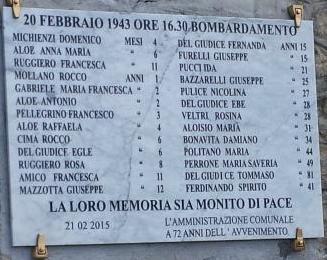 20 FEBBRAIO 1943 ORE 16.30 BOMBARDAMENTO
MICHIENZI DOMENICO MESI 4
ALOE ANNA MARIA " 6
RUGGIERO FRANCESCA " 11
MOLLANO ROCCO ANNI 1
GABRIELE MARIA FRANCESCA " 2
ALOE ANTONIO " 2
PELLEGRINO FRANCESCO " 3
ALOE RAFFAELA " 4
CIMA ROCCO " 6
DEL GIUDICE EGLE " 6
RUGGIERO ROSA " 8
AMICO FRANCESCA " 11
MAZZOTTA GIUSEPPE " 12
DEL GIUDICE FERNANDA ANNI 15
FURELLI GIUSEPPE " 15
PUCCI IDA " 21
BAZZARELLI GIUSEPPE " 25
PULICE NICOLINA " 27
DEL GIUDICE EBE " 28
VELTRI ROSINA " 28
ALOISIO MARIA " 31
BONAVITA DAMIANO " 34
POLITANO MARIA " 44
PERRONE MARIA SAVERIA " 49
DEL GIUDICE TOMMASO " 81
FERDINANDO SPIRITO " 41
LA LORO MEMORIA SIA MONITO DI PACE
21 02 2015
L'AMMINISTRAZIONE COMUNALE
A 72 ANNI DELL'AVVENIMENTO.